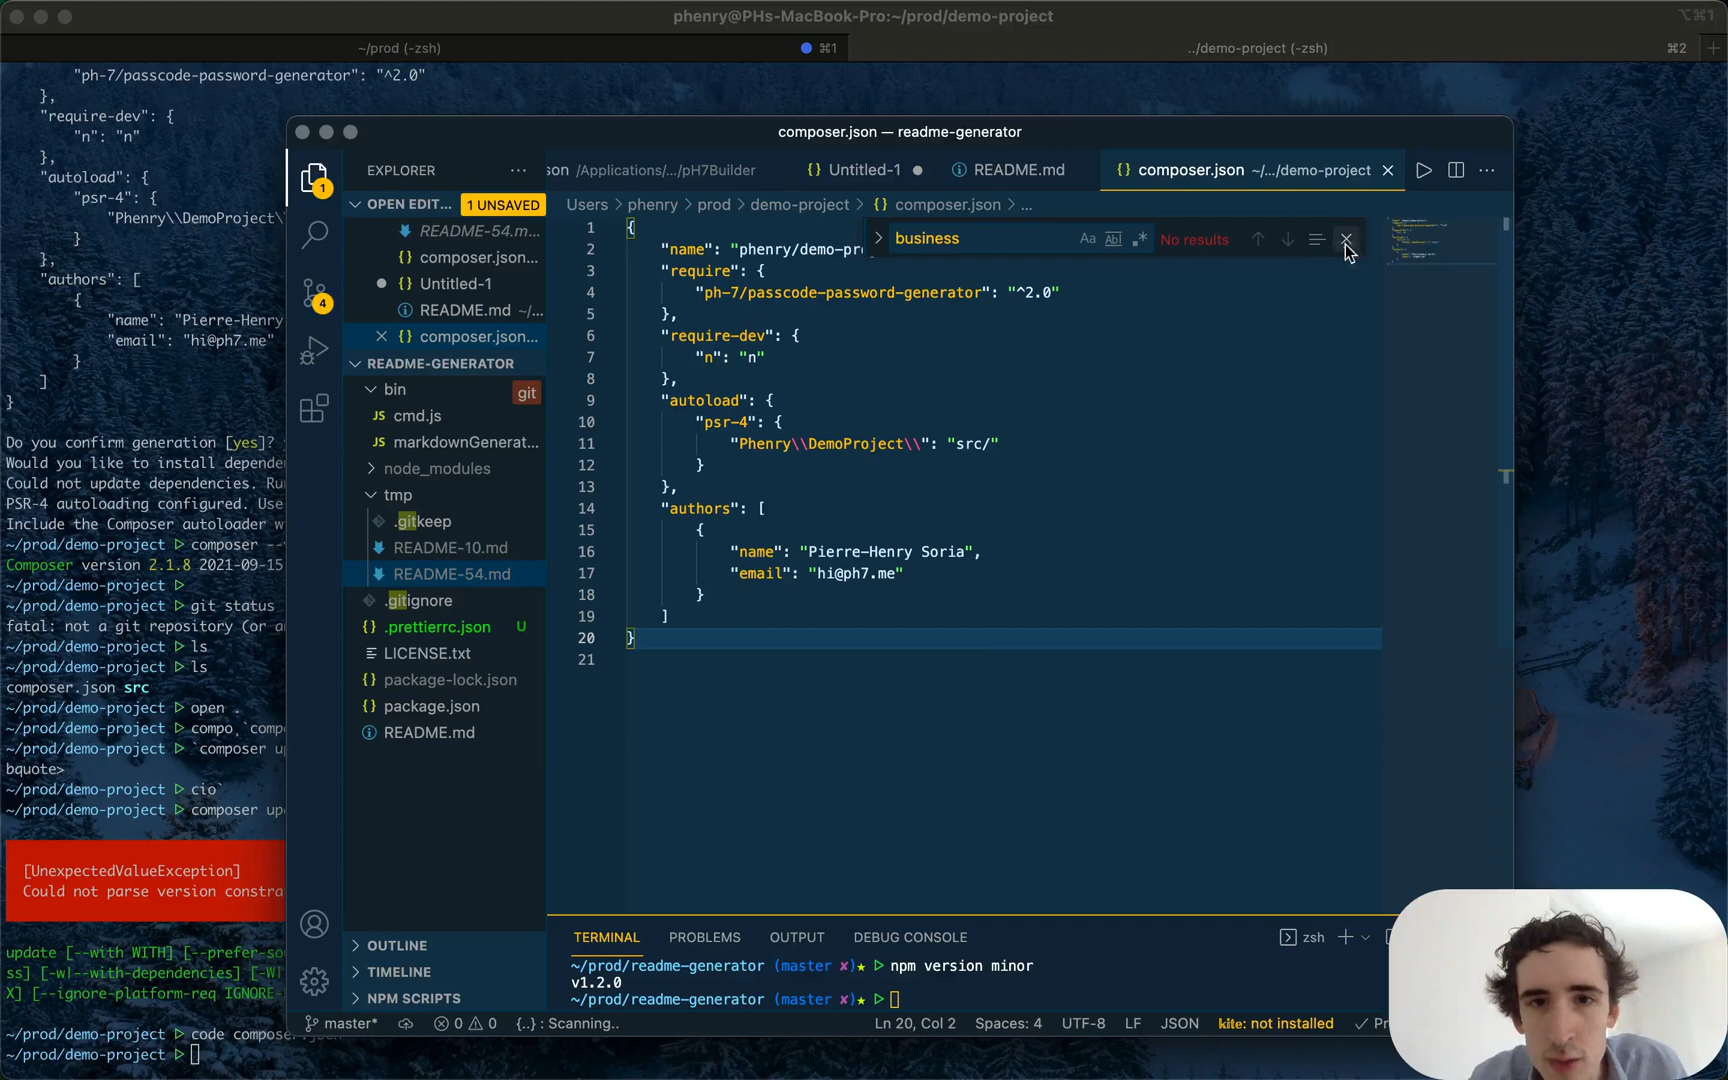 phenry@PHs-MacBook-Pro:~/prod/demo-project
⌥⌘1
~/prod (-zsh)
⌘1
../demo-project (-zsh)
⌘2
"ph-7/passcode-password-generator": "^2.0"
},
"require-dev": {
"n": "n"
},
"autoload": {
"psr-4": {
"Phenry\\DemoProject\
}
},
"authors": [
{
"name": "Pierre-Henry
"email": "hi@ph7.me"
}
]
}
Do you confirm generation [yes]?
Would you like to install depende
Could not update dependencies. Ru
PSR-4 autoloading configured. Use
Include the Composer autoloader w
~/prod/demo-project ▷ composer --
Composer version 2.1.8 2021-09-15
~/prod/demo-project ▷
~/prod/demo-project ▷ git status
fatal: not a git repository (or a
~/prod/demo-project ▷ ls
~/prod/demo-project ▷ ls
composer.json src
~/prod/demo-project ▷ open .
~/prod/demo-project ▷ compo,`comp
~/prod/demo-project ▷ `composer u
bquote>
~/prod/demo-project ▷ cio`
~/prod/demo-project ▷ composer up
[UnexpectedValueException]
Could not parse version constra
update [--with WITH] [--prefer-so
ss] [-w|--with-dependencies] [-W|
X] [--ignore-platform-req IGNORE-
~/prod/demo-project ▷ code composer.json
~/prod/demo-project ▷
composer.json — readme-generator
EXPLORER
son /Applications/.../pH7Builder
{} Untitled-1 ●
README.md
{} composer.json ~/.../demo-project
1
4
OPEN EDIT... 1 UNSAVED
README-54.m...
{} composer.json...
● {} Untitled-1
README.md ~/...
{} composer.json...
README-GENERATOR
bin
git
JS cmd.js
JS markdownGenerat...
node_modules
tmp
.gitkeep
README-10.md
README-54.md
.gitignore
{} .prettierrc.json U
LICENSE.txt
{} package-lock.json
{} package.json
README.md
OUTLINE
TIMELINE
NPM SCRIPTS
Users > phenry > prod > demo-project > {} composer.json > ...
business
Aa Ab .* No results
1 {
2 "name": "phenry/demo-pr
3 "require": {
4 "ph-7/passcode-password-generator": "^2.0"
5 },
6 "require-dev": {
7 "n": "n"
8 },
9 "autoload": {
10 "psr-4": {
11 "Phenry\\DemoProject\\": "src/"
12 }
13 },
14 "authors": [
15 {
16 "name": "Pierre-Henry Soria",
17 "email": "hi@ph7.me"
18 }
19 ]
20 }
21
TERMINAL PROBLEMS OUTPUT DEBUG CONSOLE
zsh
~/prod/readme-generator (master ✘)★ ▷ npm version minor
v1.2.0
~/prod/readme-generator (master ✘)★ ▷
master*
0 0
{..} : Scanning..
Ln 20, Col 2
Spaces: 4
UTF-8
LF
JSON
kite: not installed
✓ Pr